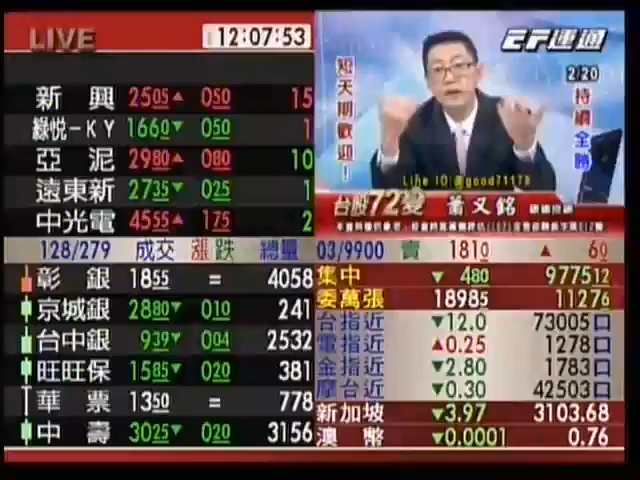 LIVE
12:07:53
EF運通
2/20
短天期歡迎!
持續全勝
Line ID:@good71178
台股72變 蕭又銘
新興 2505▲ 050 15
綠悅-KY 1660▼ 050 1
亞泥 2980▲ 080 10
遠東新 2735▼ 025 1
中光電 4555▲ 175 2
128/279 成交 漲跌 總量
彰銀 1855 = 4058
京城銀 2880▼ 010 241
台中銀 939▼ 004 2532
旺旺保 1585▼ 020 381
華票 1350 = 778
中壽 3025▼ 020 3156
03/9900 賣 1810 ▲ 60
集中 ▼ 480 977512
委萬張 18985 11276
台指近 ▼12.0 73005口
電指近 ▲0.25 1278口
金指近 ▼2.80 1783口
摩台近 ▼0.30 42503口
新加坡 ▼3.97 3103.68
澳幣 ▼0.0001 0.76